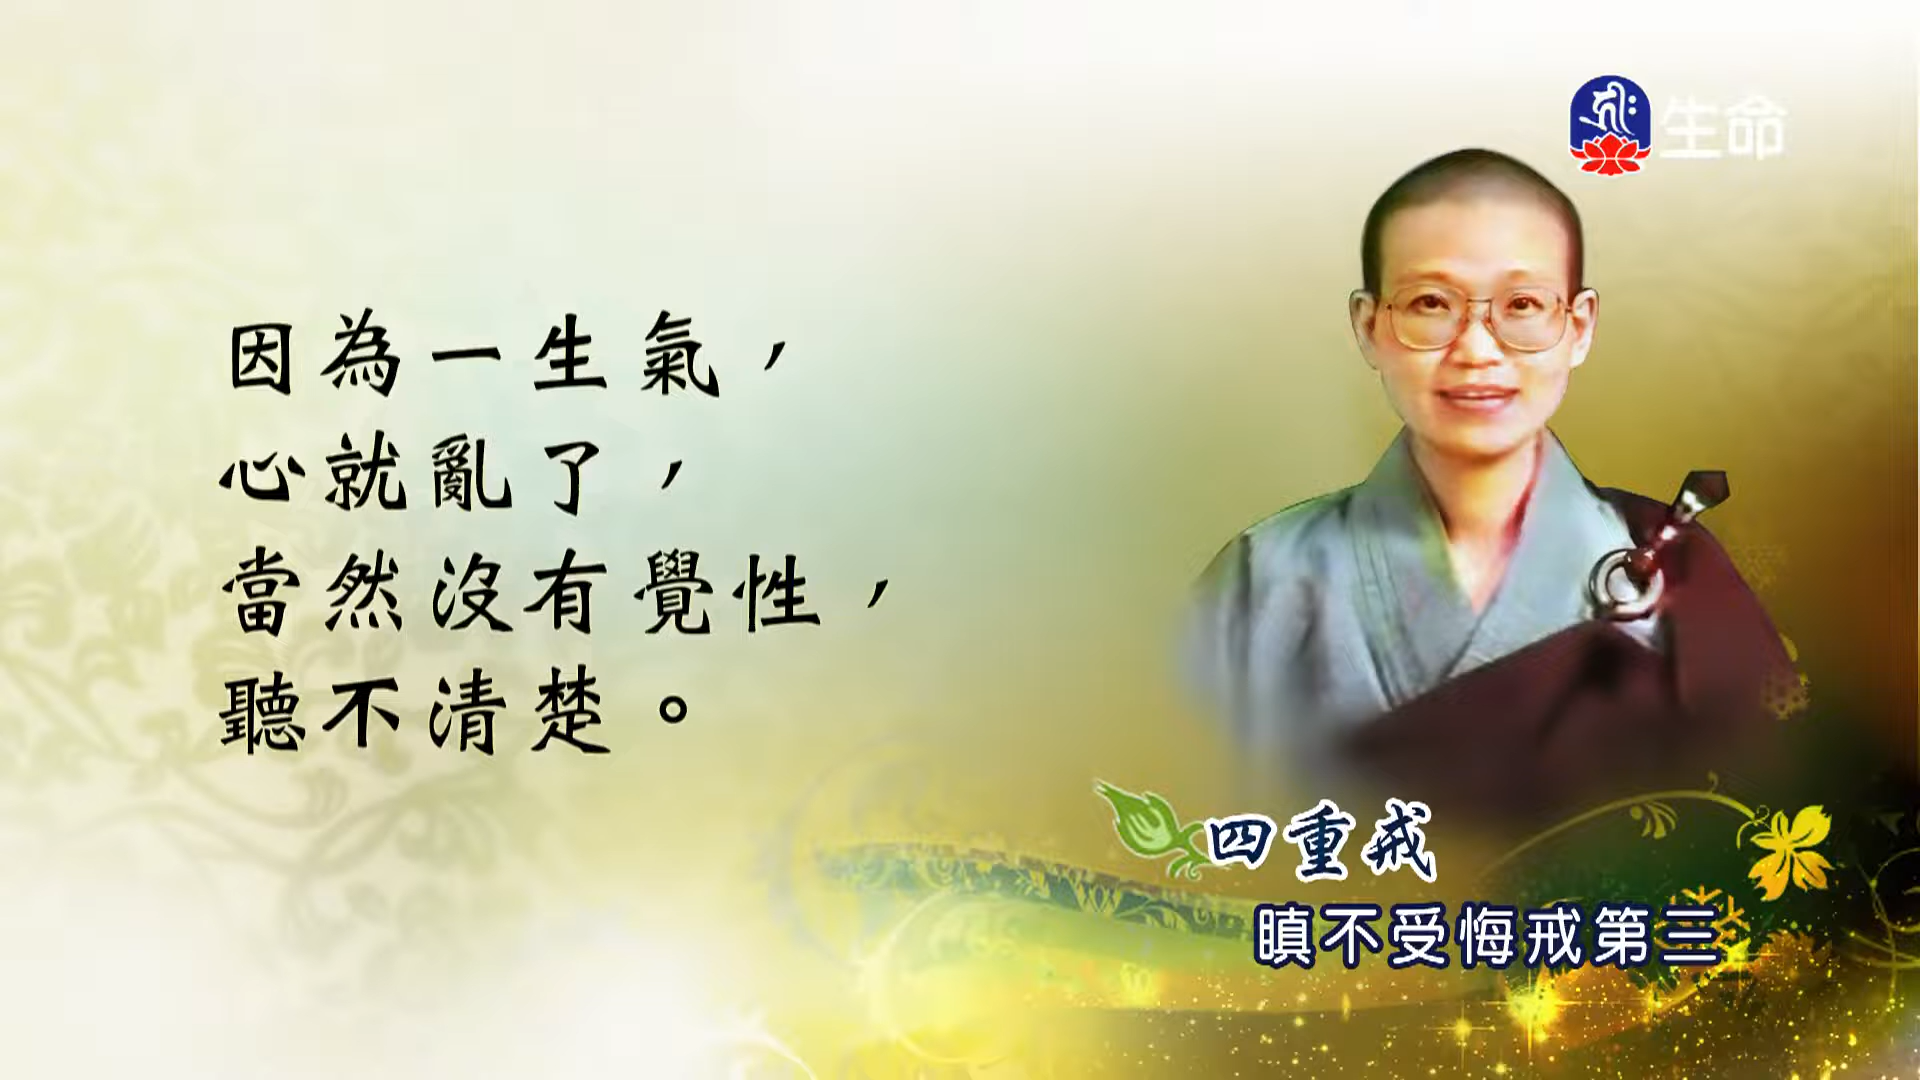 生命
因為一生氣，
心就亂了，
當然沒有覺性，
聽不清楚。
四重戒
瞋不受悔戒第三